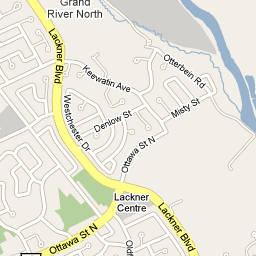 Grand
River North
Lackner Blvd
Keewatin Ave
Otterbein Rd
Misty St
Westchester Dr
Denlow St
Ottawa St N
Lackner
Centre
Lackner Blvd
Ottawa St N